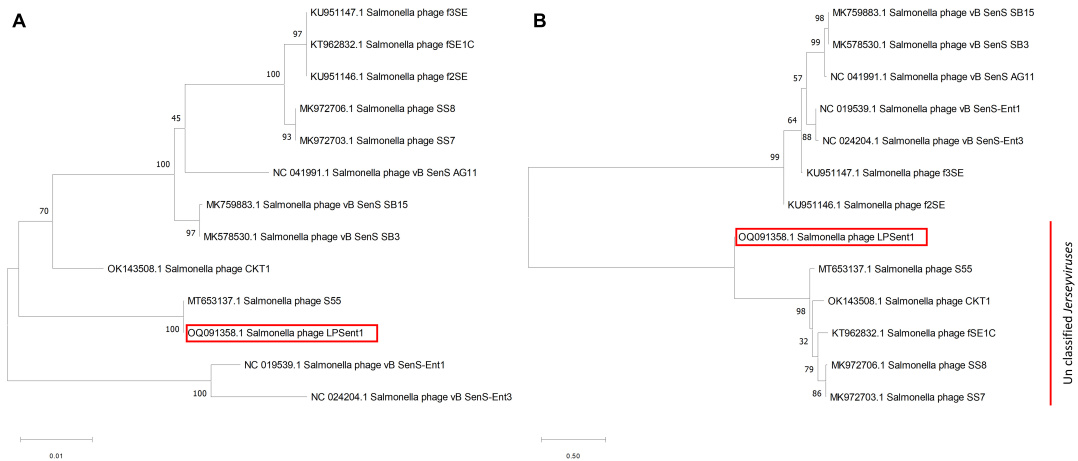 A
KU951147.1 Salmonella phage f3SE
97
KT962832.1 Salmonella phage fSE1C
100
KU951146.1 Salmonella phage f2SE
MK972706.1 Salmonella phage SS8
45
93
MK972703.1 Salmonella phage SS7
100
NC 041991.1 Salmonella phage vB SenS AG11
MK759883.1 Salmonella phage vB SenS SB15
70
97
MK578530.1 Salmonella phage vB SenS SB3
OK143508.1 Salmonella phage CKT1
MT653137.1 Salmonella phage S55
100
OQ091358.1 Salmonella phage LPSent1
NC 019539.1 Salmonella phage vB SenS-Ent1
100
NC 024204.1 Salmonella phage vB SenS-Ent3
0.01
B
MK759883.1 Salmonella phage vB SenS SB15
98
99
MK578530.1 Salmonella phage vB SenS SB3
57
NC 041991.1 Salmonella phage vB SenS AG11
NC 019539.1 Salmonella phage vB SenS-Ent1
64
88
NC 024204.1 Salmonella phage vB SenS-Ent3
99
KU951147.1 Salmonella phage f3SE
KU951146.1 Salmonella phage f2SE
OQ091358.1 Salmonella phage LPSent1
MT653137.1 Salmonella phage S55
98
OK143508.1 Salmonella phage CKT1
32
KT962832.1 Salmonella phage fSE1C
79
MK972706.1 Salmonella phage SS8
86
MK972703.1 Salmonella phage SS7
0.50
Un classified Jerseyviruses